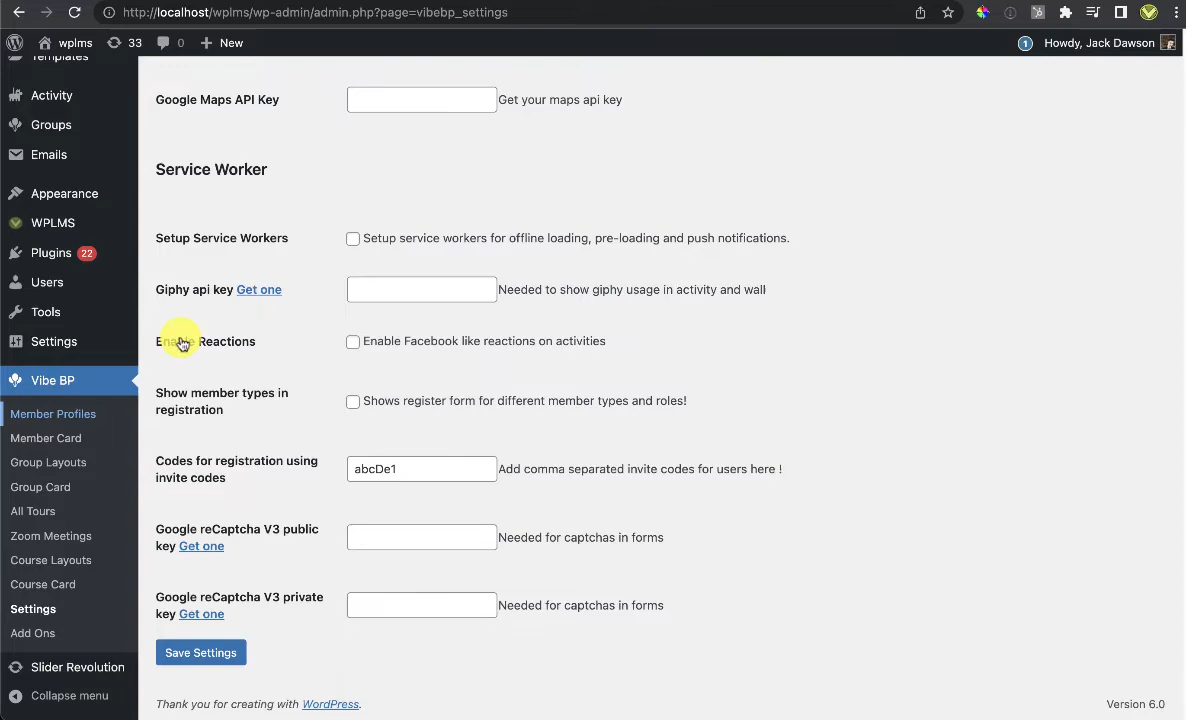 http://localhost/wplms/wp-admin/admin.php?page=vibebp_settings
wplms
33
0
New
1
Howdy, Jack Dawson
Templates
Activity
Groups
Emails
Appearance
WPLMS
Plugins 22
Users
Tools
Settings
Vibe BP
Member Profiles
Member Card
Group Layouts
Group Card
All Tours
Zoom Meetings
Course Layouts
Course Card
Settings
Add Ons
Slider Revolution
Collapse menu
Google Maps API Key
Get your maps api key
Service Worker
Setup Service Workers
Setup service workers for offline loading, pre-loading and push notifications.
Giphy api key Get one
Needed to show giphy usage in activity and wall
Enable Reactions
Enable Facebook like reactions on activities
Show member types in
registration
Shows register form for different member types and roles!
Codes for registration using
invite codes
abcDe1
Add comma separated invite codes for users here !
Google reCaptcha V3 public
key Get one
Needed for captchas in forms
Google reCaptcha V3 private
key Get one
Needed for captchas in forms
Save Settings
Thank you for creating with WordPress.
Version 6.0